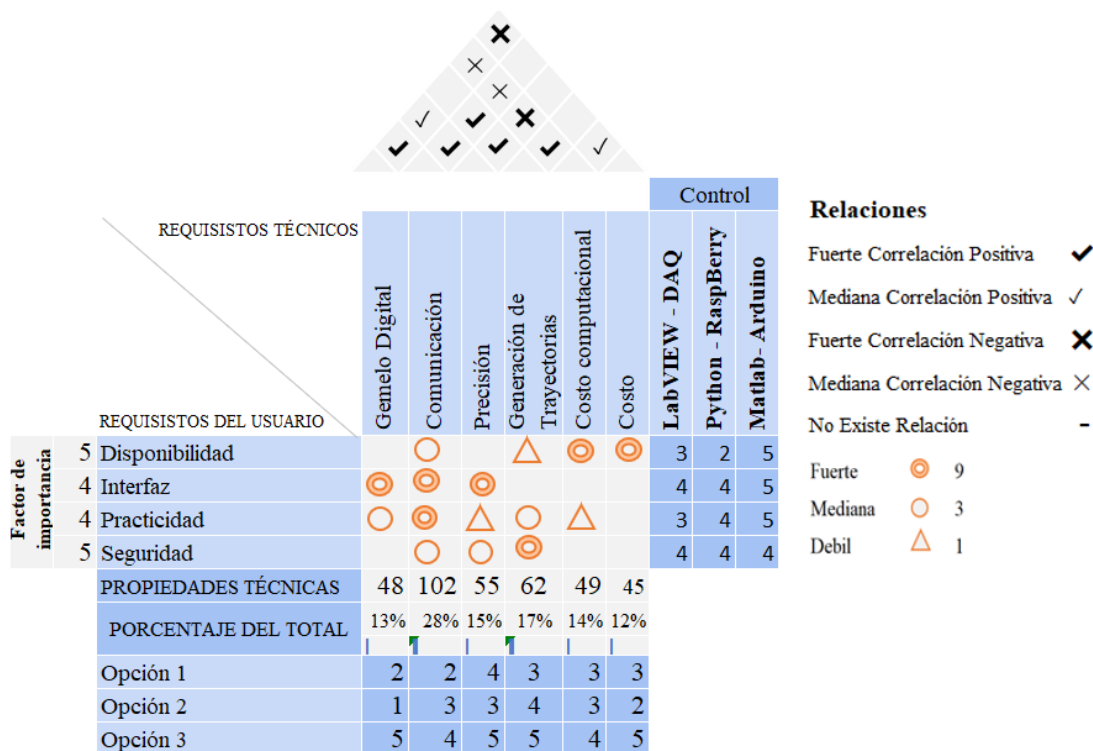 Control
REQUISISTOS TÉCNICOS
Gemelo Digital
Comunicación
Precisión
Generación de
Trayectorias
Costo computacional
Costo
LabVIEW - DAQ
Python - RaspBerry
Matlab- Arduino
REQUISISTOS DEL USUARIO
Factor de
importancia
5 Disponibilidad 3 2 5
4 Interfaz 4 4 5
4 Practicidad 3 4 5
5 Seguridad 4 4 4
PROPIEDADES TÉCNICAS 48 102 55 62 49 45
PORCENTAJE DEL TOTAL 13% 28% 15% 17% 14% 12%
Opción 1 2 2 4 3 3 3
Opción 2 1 3 3 4 3 2
Opción 3 5 4 5 5 4 5
Relaciones
Fuerte Correlación Positiva
Mediana Correlación Positiva
Fuerte Correlación Negativa
Mediana Correlación Negativa
No Existe Relación -
Fuerte 9
Mediana 3
Debil 1